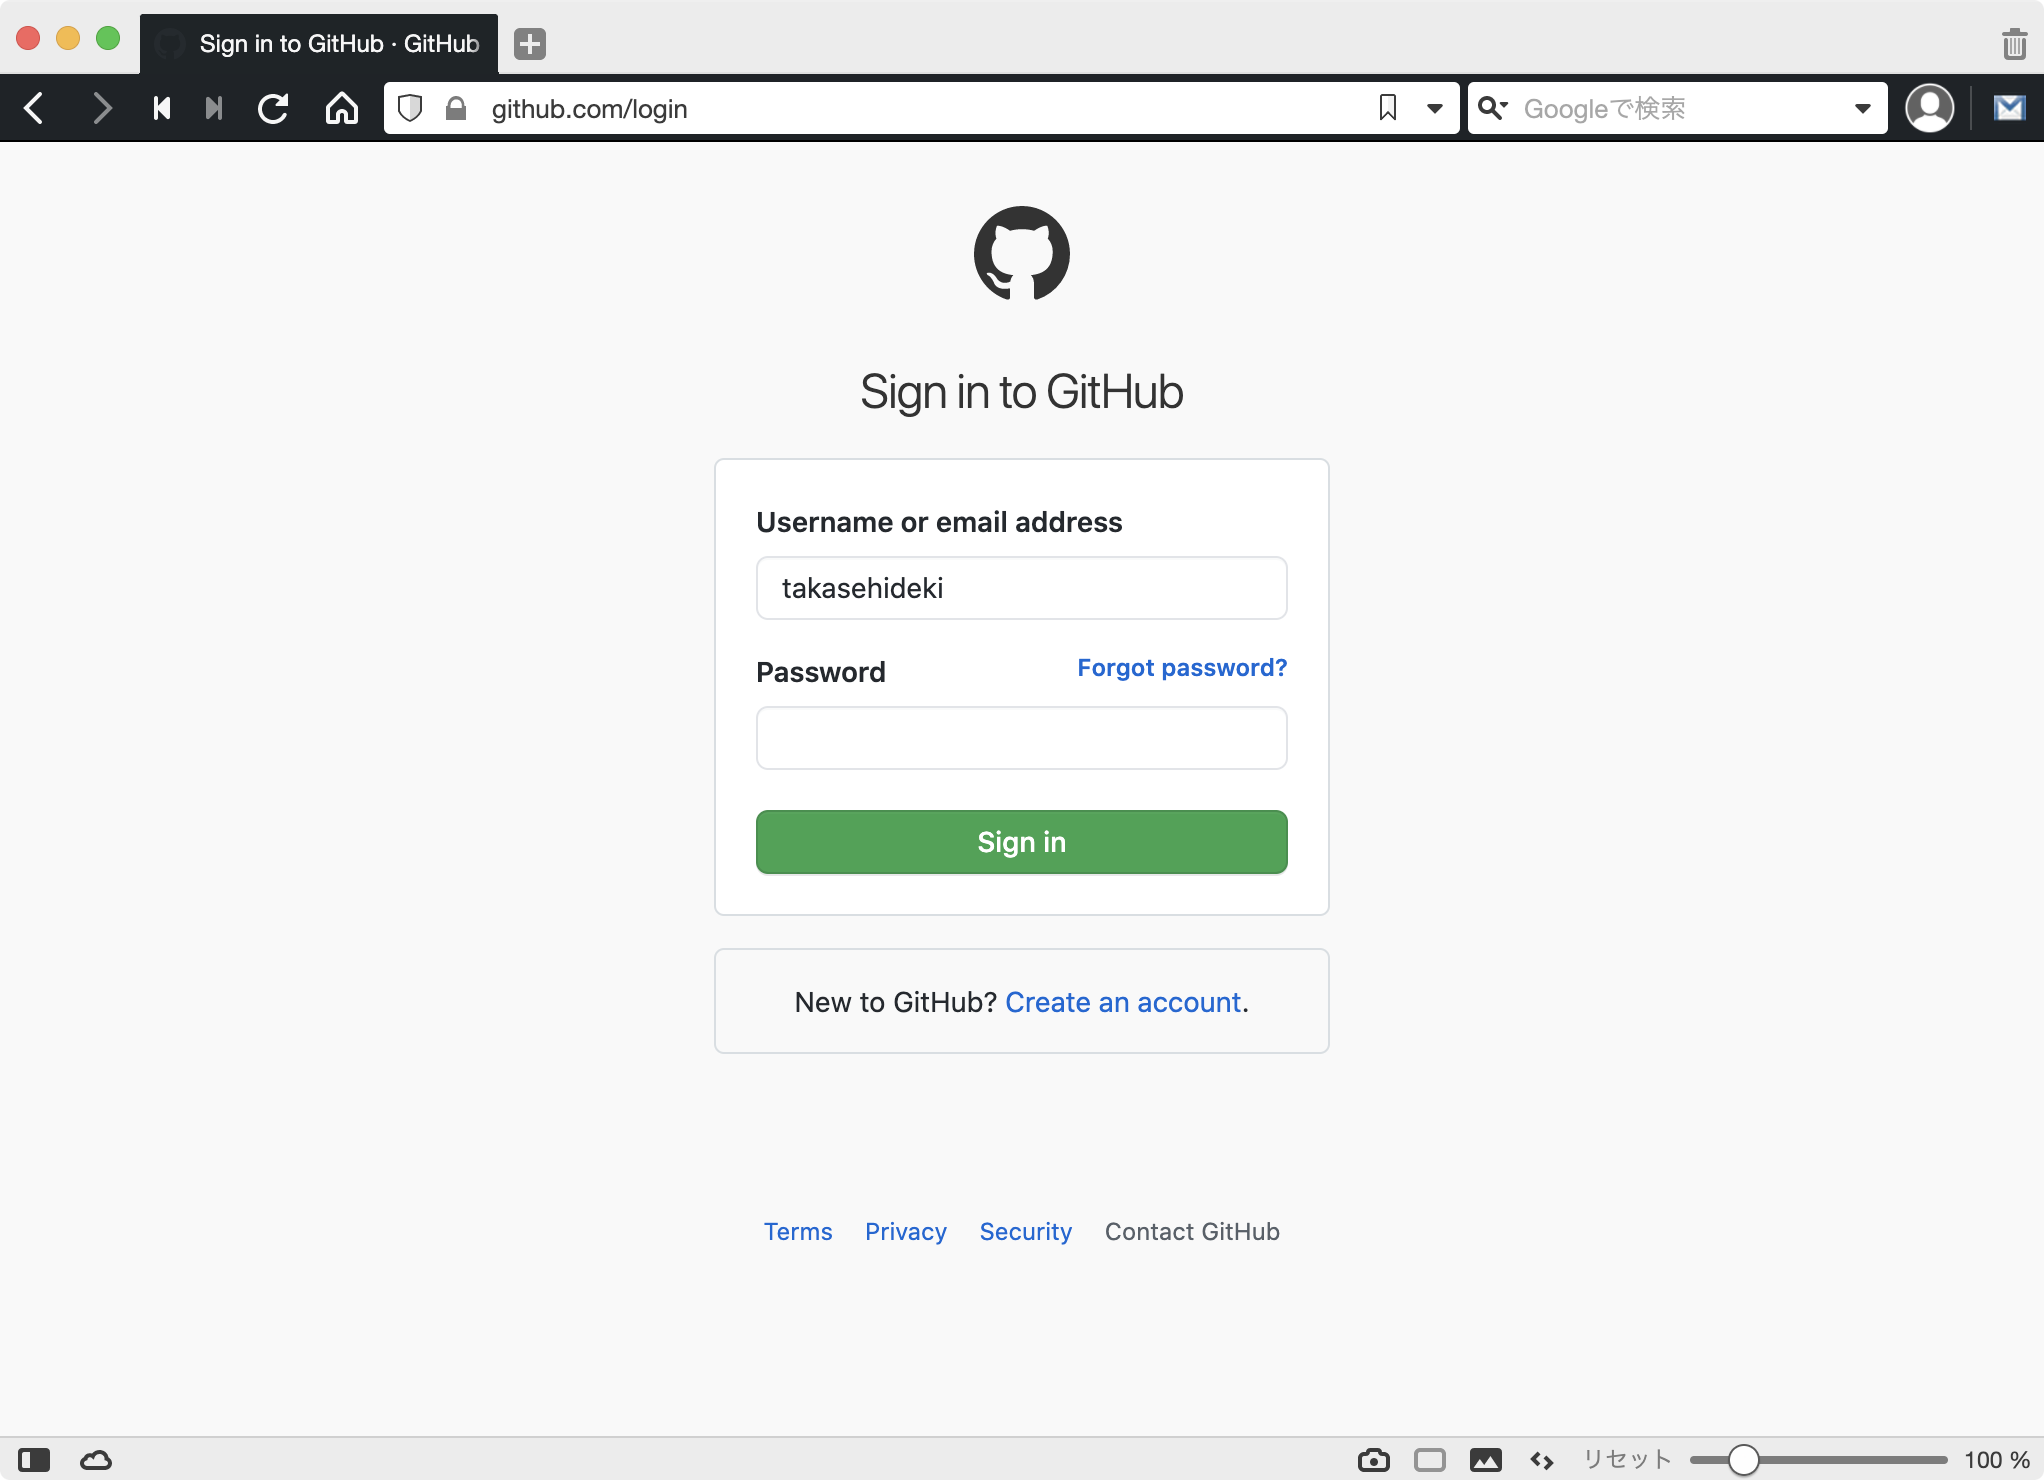 Sign in to GitHub · GitHub
github.com/login
Googleで検索
Sign in to GitHub
Username or email address
takasehideki
Password
Forgot password?
Sign in
New to GitHub? Create an account.
Terms
Privacy
Security
Contact GitHub
リセット
100 %